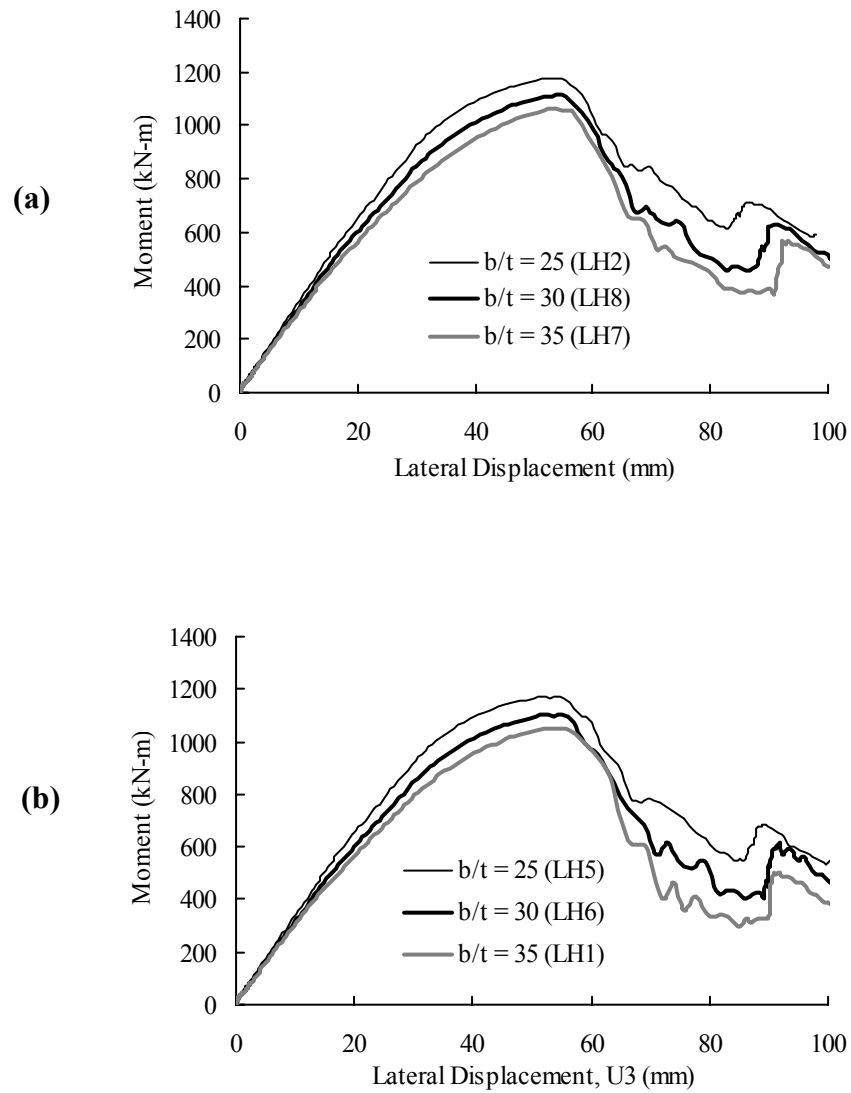 (a)
Moment (kN-m)
1400
1200
1000
800
600
400
200
0
b/t = 25 (LH2)
b/t = 30 (LH8)
b/t = 35 (LH7)
0 20 40 60 80 100
Lateral Displacement (mm)
(b)
Moment (kN-m)
1400
1200
1000
800
600
400
200
0
b/t = 25 (LH5)
b/t = 30 (LH6)
b/t = 35 (LH1)
0 20 40 60 80 100
Lateral Displacement, U3 (mm)